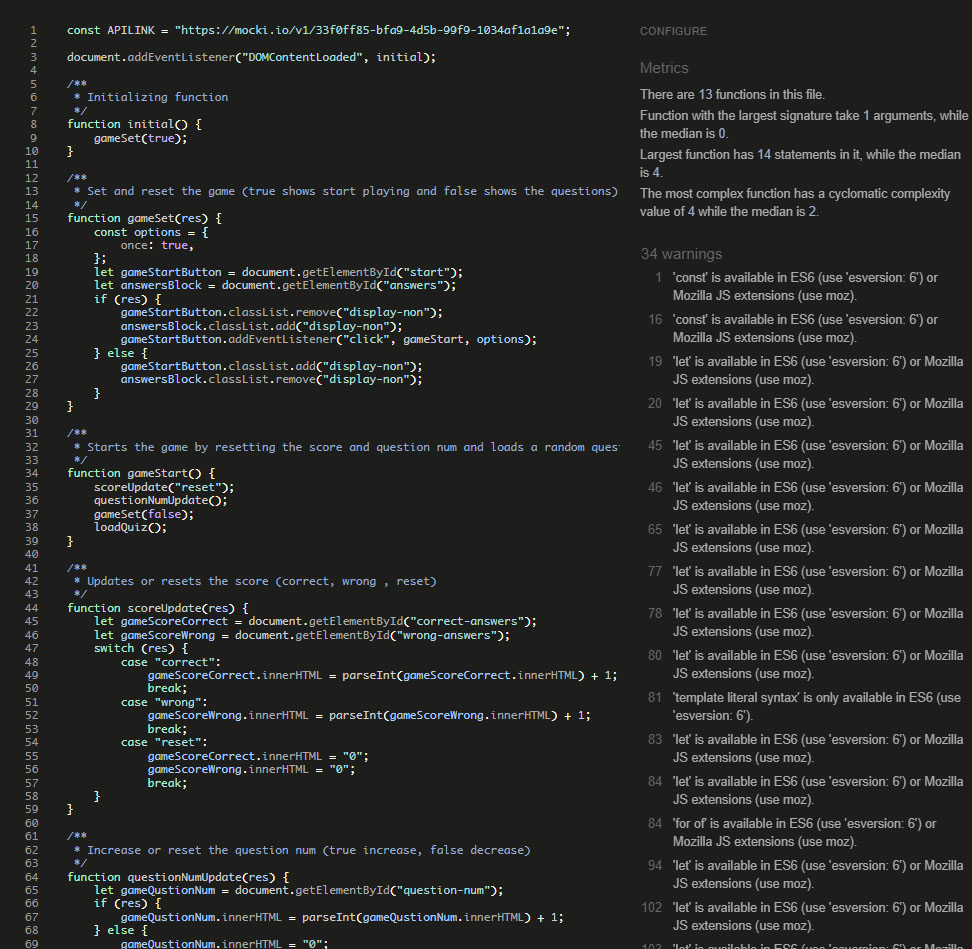 1 const APILINK = "https://mocki.io/v1/33f0ff85-bfa9-4d5b-99f9-1034af1a1a9e";
2
3 document.addEventListener("DOMContentLoaded", initial);
4
5 /**
6 * Initializing function
7 */
8 function initial() {
9 gameSet(true);
10 }
11
12 /**
13 * Set and reset the game (true shows start playing and false shows the questions)
14 */
15 function gameSet(res) {
16 const options = {
17 once: true,
18 };
19 let gameStartButton = document.getElementById("start");
20 let answersBlock = document.getElementById("answers");
21 if (res) {
22 gameStartButton.classList.remove("display-non");
23 answersBlock.classList.add("display-non");
24 gameStartButton.addEventListener("click", gameStart, options);
25 } else {
26 gameStartButton.classList.add("display-non");
27 answersBlock.classList.remove("display-non");
28 }
29 }
30
31 /**
32 * Starts the game by resetting the score and question num and loads a random ques
33 */
34 function gameStart() {
35 scoreUpdate("reset");
36 questionNumUpdate();
37 gameSet(false);
38 loadQuiz();
39 }
40
41 /**
42 * Updates or resets the score (correct, wrong , reset)
43 */
44 function scoreUpdate(res) {
45 let gameScoreCorrect = document.getElementById("correct-answers");
46 let gameScoreWrong = document.getElementById("wrong-answers");
47 switch (res) {
48 case "correct":
49 gameScoreCorrect.innerHTML = parseInt(gameScoreCorrect.innerHTML) + 1;
50 break;
51 case "wrong":
52 gameScoreWrong.innerHTML = parseInt(gameScoreWrong.innerHTML) + 1;
53 break;
54 case "reset":
55 gameScoreCorrect.innerHTML = "0";
56 gameScoreWrong.innerHTML = "0";
57 break;
58 }
59 }
60
61 /**
62 * Increase or reset the question num (true increase, false decrease)
63 */
64 function questionNumUpdate(res) {
65 let gameQustionNum = document.getElementById("question-num");
66 if (res) {
67 gameQustionNum.innerHTML = parseInt(gameQustionNum.innerHTML) + 1;
68 } else {
69 gameQustionNum.innerHTML = "0";
CONFIGURE
Metrics
There are 13 functions in this file.
Function with the largest signature take 1 arguments, while
the median is 0.
Largest function has 14 statements in it, while the median
is 4.
The most complex function has a cyclomatic complexity
value of 4 while the median is 2.
34 warnings
1 'const' is available in ES6 (use 'esversion: 6') or
Mozilla JS extensions (use moz).
16 'const' is available in ES6 (use 'esversion: 6') or
Mozilla JS extensions (use moz).
19 'let' is available in ES6 (use 'esversion: 6') or Mozilla
JS extensions (use moz).
20 'let' is available in ES6 (use 'esversion: 6') or Mozilla
JS extensions (use moz).
45 'let' is available in ES6 (use 'esversion: 6') or Mozilla
JS extensions (use moz).
46 'let' is available in ES6 (use 'esversion: 6') or Mozilla
JS extensions (use moz).
65 'let' is available in ES6 (use 'esversion: 6') or Mozilla
JS extensions (use moz).
77 'let' is available in ES6 (use 'esversion: 6') or Mozilla
JS extensions (use moz).
78 'let' is available in ES6 (use 'esversion: 6') or Mozilla
JS extensions (use moz).
80 'let' is available in ES6 (use 'esversion: 6') or Mozilla
JS extensions (use moz).
81 'template literal syntax' is only available in ES6 (use
'esversion: 6').
83 'let' is available in ES6 (use 'esversion: 6') or Mozilla
JS extensions (use moz).
84 'let' is available in ES6 (use 'esversion: 6') or Mozilla
JS extensions (use moz).
84 'for of' is available in ES6 (use 'esversion: 6') or
Mozilla JS extensions (use moz).
94 'let' is available in ES6 (use 'esversion: 6') or Mozilla
JS extensions (use moz).
102 'let' is available in ES6 (use 'esversion: 6') or Mozilla
JS extensions (use moz).
103 'let' is available in ES6 (use 'esversion: 6') or Mozilla